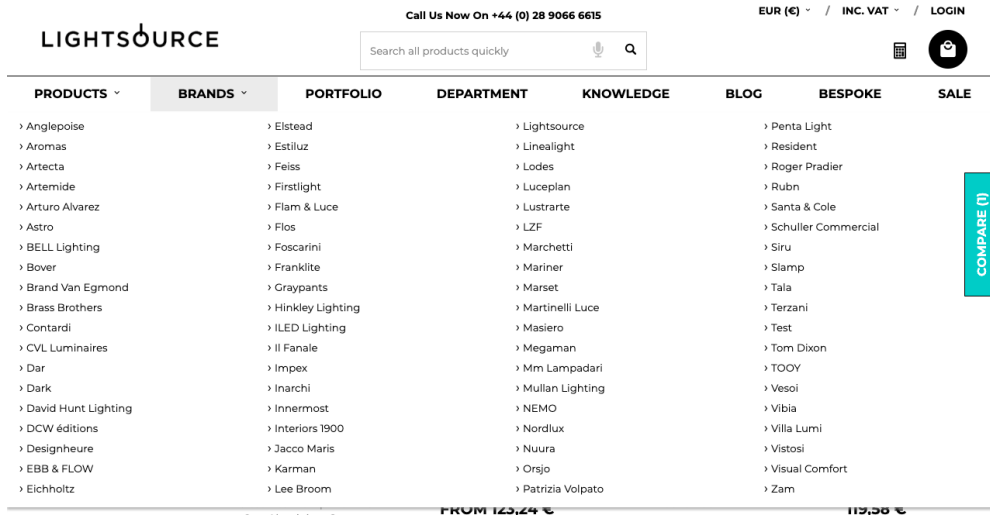 Call Us Now On +44 (0) 28 9066 6615
EUR (€) / INC. VAT / LOGIN
LIGHTSOURCE
Search all products quickly
PRODUCTS BRANDS PORTFOLIO DEPARTMENT KNOWLEDGE BLOG BESPOKE SALE
› Anglepoise
› Aromas
› Artecta
› Artemide
› Arturo Alvarez
› Astro
› BELL Lighting
› Bover
› Brand Van Egmond
› Brass Brothers
› Contardi
› CVL Luminaires
› Dar
› Dark
› David Hunt Lighting
› DCW éditions
› Designheure
› EBB & FLOW
› Eichholtz
› Elstead
› Estiluz
› Feiss
› Firstlight
› Flam & Luce
› Flos
› Foscarini
› Franklite
› Graypants
› Hinkley Lighting
› ILED Lighting
› Il Fanale
› Impex
› Inarchi
› Innermost
› Interiors 1900
› Jacco Maris
› Karman
› Lee Broom
› Lightsource
› Linealight
› Lodes
› Luceplan
› Lustrarte
› LZF
› Marchetti
› Mariner
› Marset
› Martinelli Luce
› Masiero
› Megaman
› Mm Lampadari
› Mullan Lighting
› NEMO
› Nordlux
› Nuura
› Orsjo
› Patrizia Volpato
› Penta Light
› Resident
› Roger Pradier
› Rubn
› Santa & Cole
› Schuller Commercial
› Siru
› Slamp
› Tala
› Terzani
› Test
› Tom Dixon
› TOOY
› Vesoi
› Vibia
› Villa Lumi
› Vistosi
› Visual Comfort
› Zam
COMPARE (1)
FROM 123,24 €
119,58 €